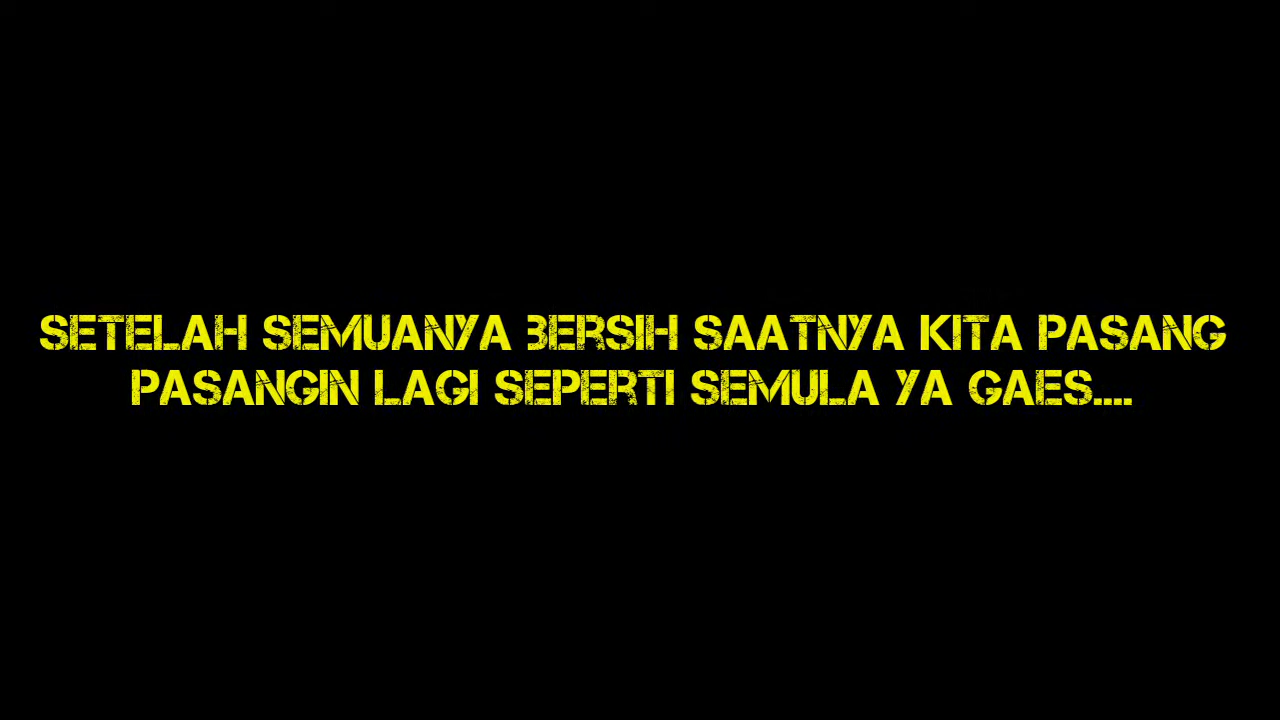 SETELAH SEMUANYA BERSIH SAATNYA KITA PASANG
PASANGIN LAGI SEPERTI SEMULA YA GAES....